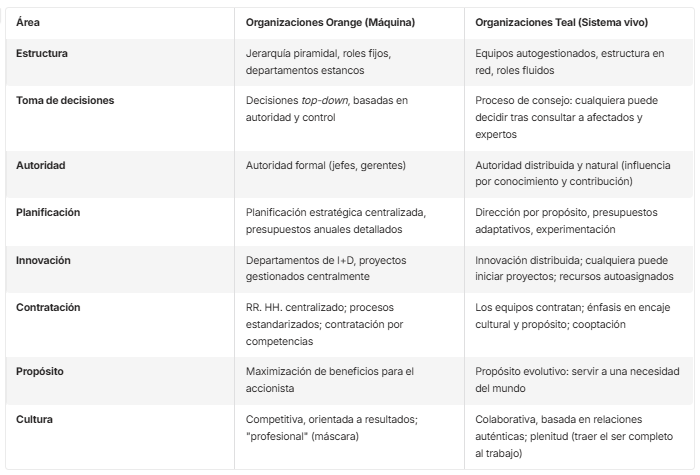 Área
Organizaciones Orange (Máquina)
Organizaciones Teal (Sistema vivo)
Estructura
Jerarquía piramidal, roles fijos,
departamentos estancos
Equipos autogestionados, estructura en
red, roles fluidos
Toma de decisiones
Decisiones top-down, basadas en
autoridad y control
Proceso de consejo: cualquiera puede
decidir tras consultar a afectados y
expertos
Autoridad
Autoridad formal (jefes, gerentes)
Autoridad distribuida y natural (influencia
por conocimiento y contribución)
Planificación
Planificación estratégica centralizada,
presupuestos anuales detallados
Dirección por propósito, presupuestos
adaptativos, experimentación
Innovación
Departamentos de I+D, proyectos
gestionados centralmente
Innovación distribuida; cualquiera puede
iniciar proyectos; recursos autoasignados
Contratación
RR. HH. centralizado; procesos
estandarizados; contratación por
competencias
Los equipos contratan; énfasis en encaje
cultural y propósito; cooptación
Propósito
Maximización de beneficios para el
accionista
Propósito evolutivo: servir a una necesidad
del mundo
Cultura
Competitiva, orientada a resultados;
"profesional" (máscara)
Colaborativa, basada en relaciones
auténticas; plenitud (traer el ser completo
al trabajo)